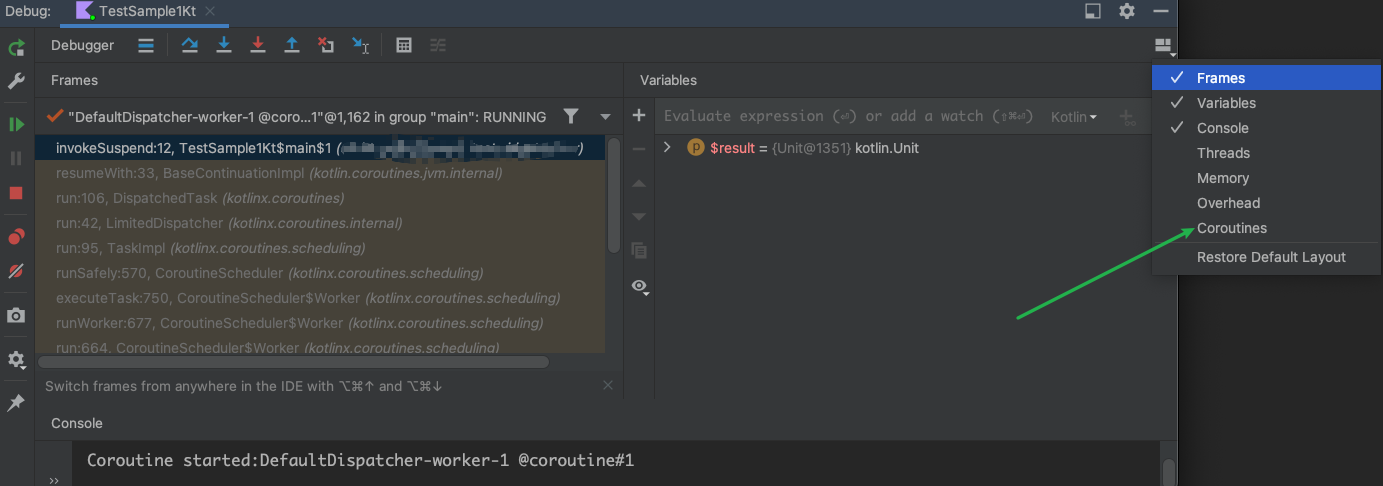 Debug: TestSample1Kt
Debugger
Frames
Variables
"DefaultDispatcher-worker-1 @coro...1"@1,162 in group "main": RUNNING
Evaluate expression (⏎) or add a watch (⇧⌘⏎) Kotlin
invokeSuspend:12, TestSample1Kt$main$1 (
$result = {Unit@1351} kotlin.Unit
resumeWith:33, BaseContinuationImpl (kotlin.coroutines.jvm.internal)
run:106, DispatchedTask (kotlinx.coroutines)
run:42, LimitedDispatcher (kotlinx.coroutines.internal)
run:95, TaskImpl (kotlinx.coroutines.scheduling)
runSafely:570, CoroutineScheduler (kotlinx.coroutines.scheduling)
executeTask:750, CoroutineScheduler$Worker (kotlinx.coroutines.scheduling)
runWorker:677, CoroutineScheduler$Worker (kotlinx.coroutines.scheduling)
run:664, CoroutineScheduler$Worker (kotlinx.coroutines.scheduling)
Switch frames from anywhere in the IDE with ⌥⌘↑ and ⌥⌘↓
Frames
Variables
Console
Threads
Memory
Overhead
Coroutines
Restore Default Layout
Console
Coroutine started:DefaultDispatcher-worker-1 @coroutine#1